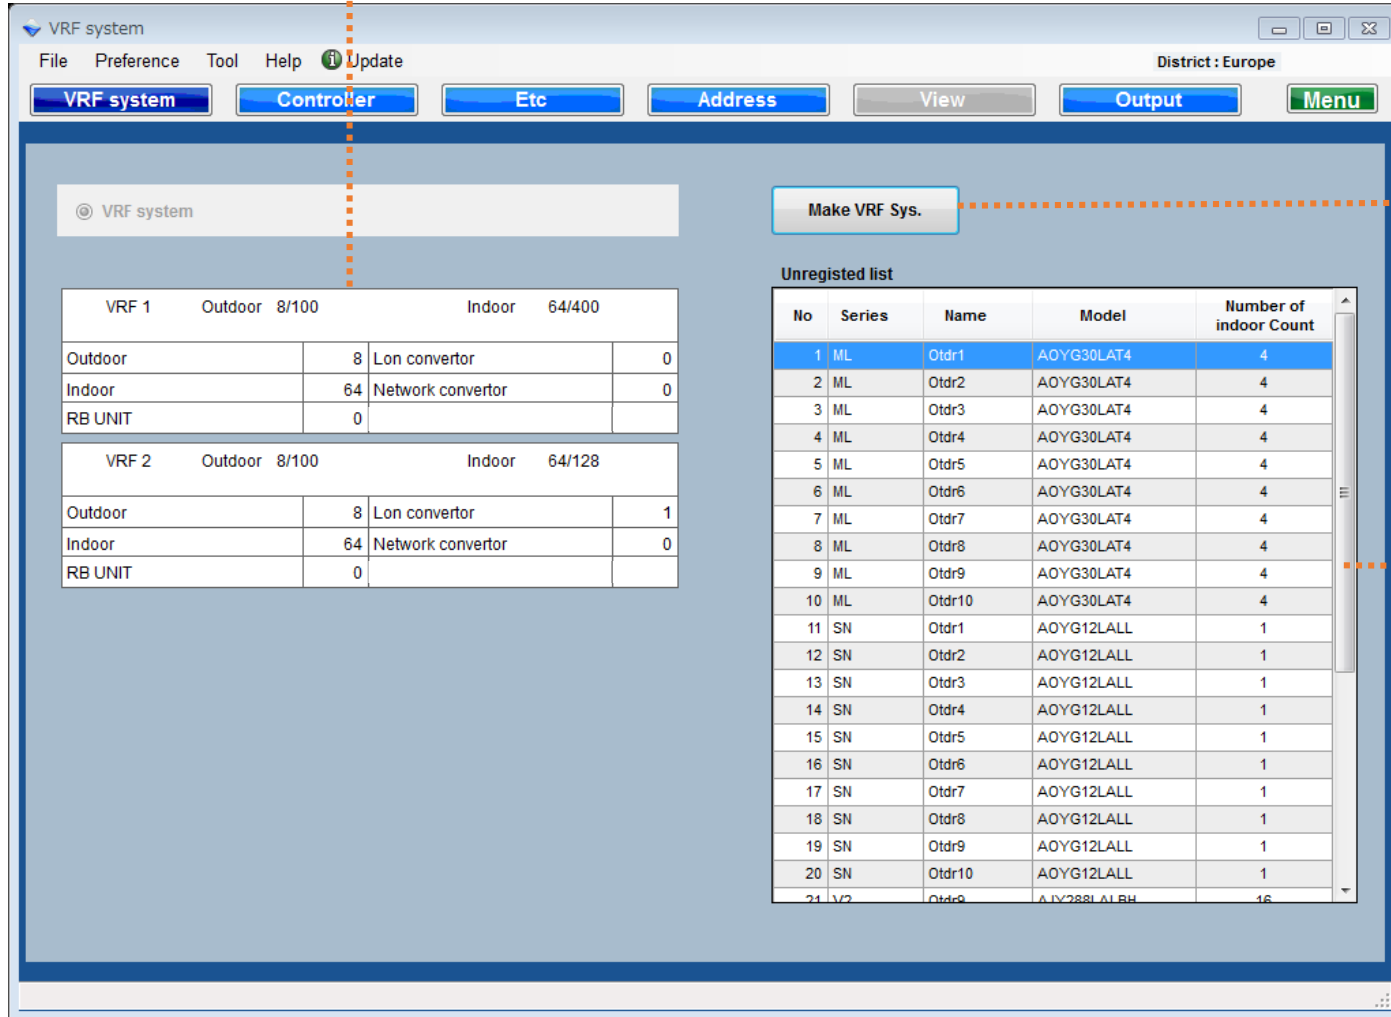 VRF system
File Preference Tool Help Update District : Europe
VRF system Controller Etc Address View Output Menu
VRF system
Make VRF Sys.
VRF 1 Outdoor 8/100 Indoor 64/400
Outdoor 8 Lon convertor 0
Indoor 64 Network convertor 0
RB UNIT 0
VRF 2 Outdoor 8/100 Indoor 64/128
Outdoor 8 Lon convertor 1
Indoor 64 Network convertor 0
RB UNIT 0
Unregisted list
No Series Name Model Number of
indoor Count
1 ML Otdr1 AOYG30LAT4 4
2 ML Otdr2 AOYG30LAT4 4
3 ML Otdr3 AOYG30LAT4 4
4 ML Otdr4 AOYG30LAT4 4
5 ML Otdr5 AOYG30LAT4 4
6 ML Otdr6 AOYG30LAT4 4
7 ML Otdr7 AOYG30LAT4 4
8 ML Otdr8 AOYG30LAT4 4
9 ML Otdr9 AOYG30LAT4 4
10 ML Otdr10 AOYG30LAT4 4
11 SN Otdr1 AOYG12LALL 1
12 SN Otdr2 AOYG12LALL 1
13 SN Otdr3 AOYG12LALL 1
14 SN Otdr4 AOYG12LALL 1
15 SN Otdr5 AOYG12LALL 1
16 SN Otdr6 AOYG12LALL 1
17 SN Otdr7 AOYG12LALL 1
18 SN Otdr8 AOYG12LALL 1
19 SN Otdr9 AOYG12LALL 1
20 SN Otdr10 AOYG12LALL 1
21 V2 Otdr9 AJY288LALBH 16